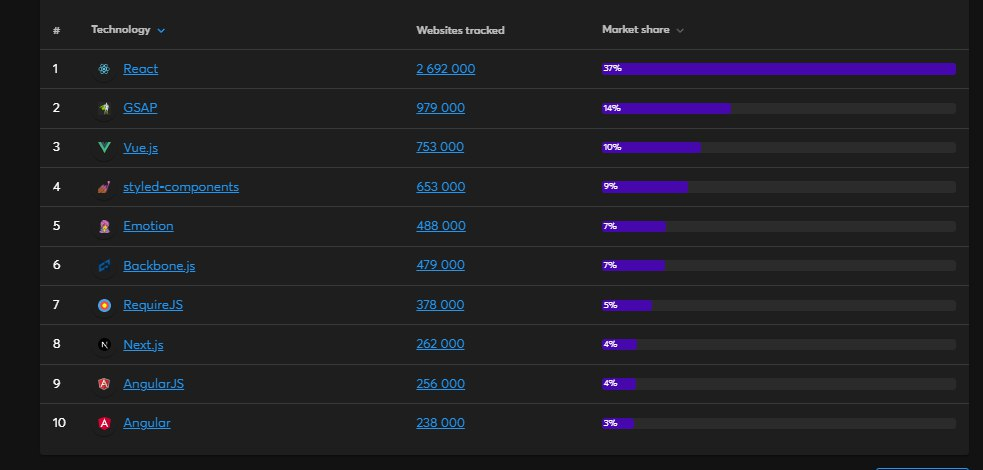 # Technology Websites tracked Market share
1 React 2 692 000 37%
2 GSAP 979 000 14%
3 Vue.js 753 000 10%
4 styled-components 653 000 9%
5 Emotion 488 000 7%
6 Backbone.js 479 000 7%
7 RequireJS 378 000 5%
8 Next.js 262 000 4%
9 AngularJS 256 000 4%
10 Angular 238 000 3%